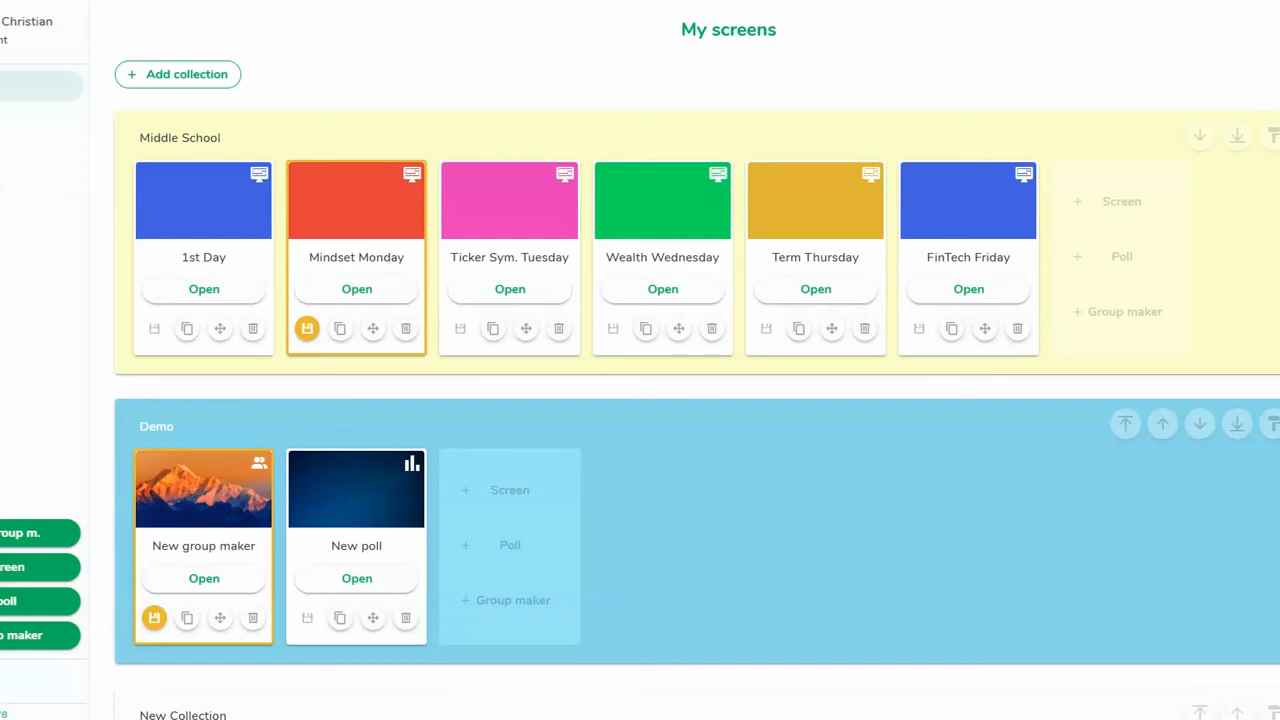 Christian
nt
My screens
+ Add collection
Middle School
1st Day
Mindset Monday
Ticker Sym. Tuesday
Wealth Wednesday
Term Thursday
FinTech Friday
Open
Open
Open
Open
Open
Open
+ Screen
+ Poll
+ Group maker
Demo
New group maker
New poll
Open
Open
+ Screen
+ Poll
+ Group maker
roup m.
reen
poll
p maker
New Collection
78